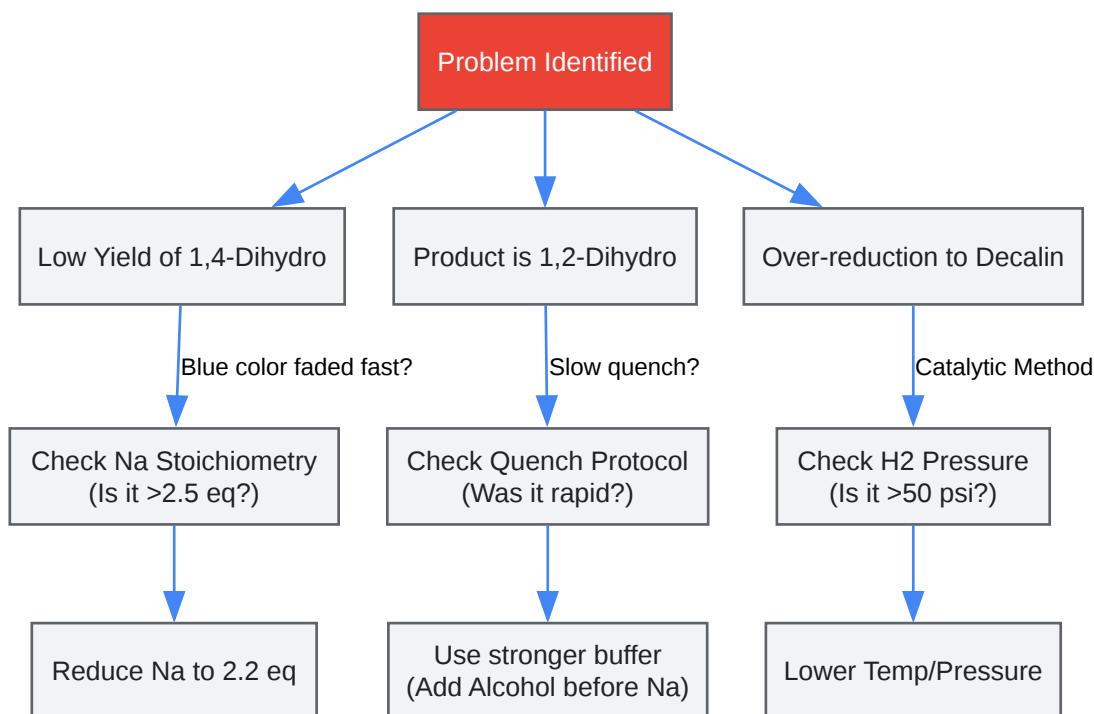 Problem Identified
Low Yield of 1,4-Dihydro
Product is 1,2-Dihydro
Over-reduction to Decalin
Blue color faded fast?
Slow quench?
Catalytic Method
Check Na Stoichiometry
(Is it >2.5 eq?)
Check Quench Protocol
(Was it rapid?)
Check H2 Pressure
(Is it >50 psi?)
Reduce Na to 2.2 eq
Use stronger buffer
(Add Alcohol before Na)
Lower Temp/Pressure